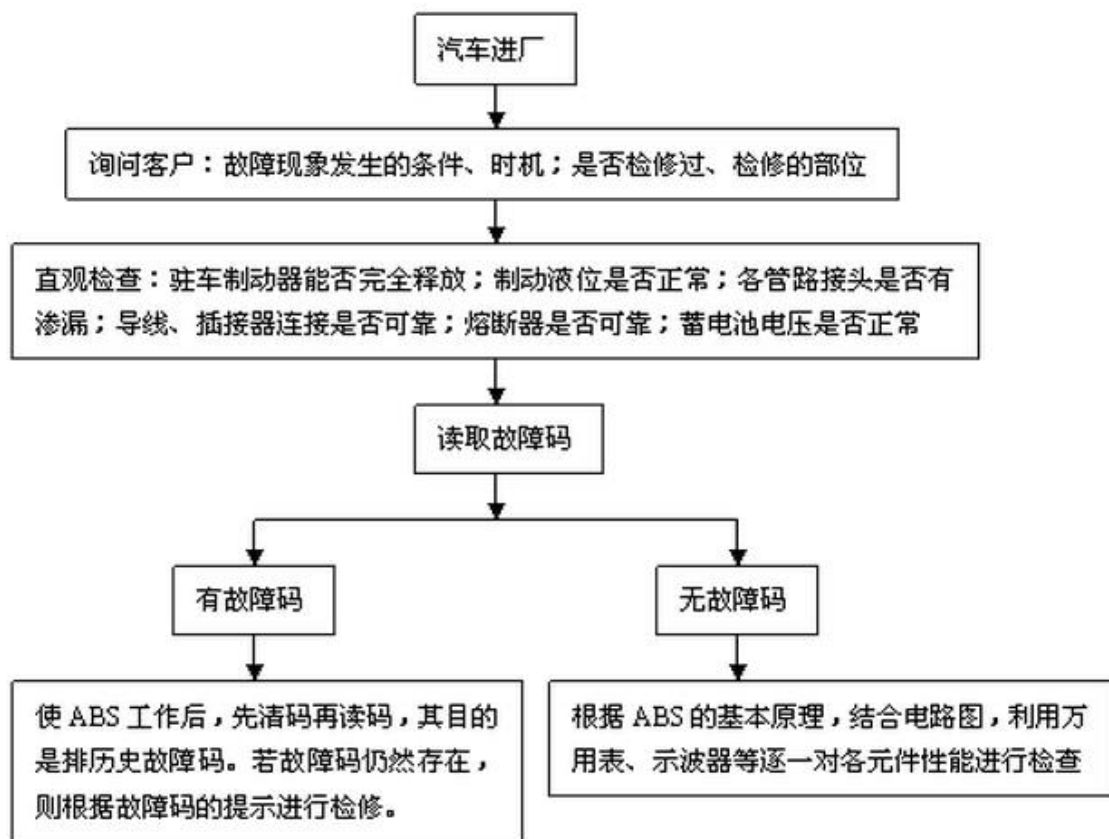 汽车进厂
询问客户：故障现象发生的条件、时机；是否检修过、检修的部位
直观检查：驻车制动器能否完全释放；制动液位是否正常；各管路接头是否有
渗漏；导线、插接器连接是否可靠；熔断器是否可靠；蓄电池电压是否正常
读取故障码
有故障码
无故障码
使 ABS 工作后，先清码再读码，其目的
是排历史故障码。若故障码仍然存在，
则根据故障码的提示进行检修。
根据 ABS 的基本原理，结合电路图，利用万
用表、示波器等逐一对各元件性能进行检查